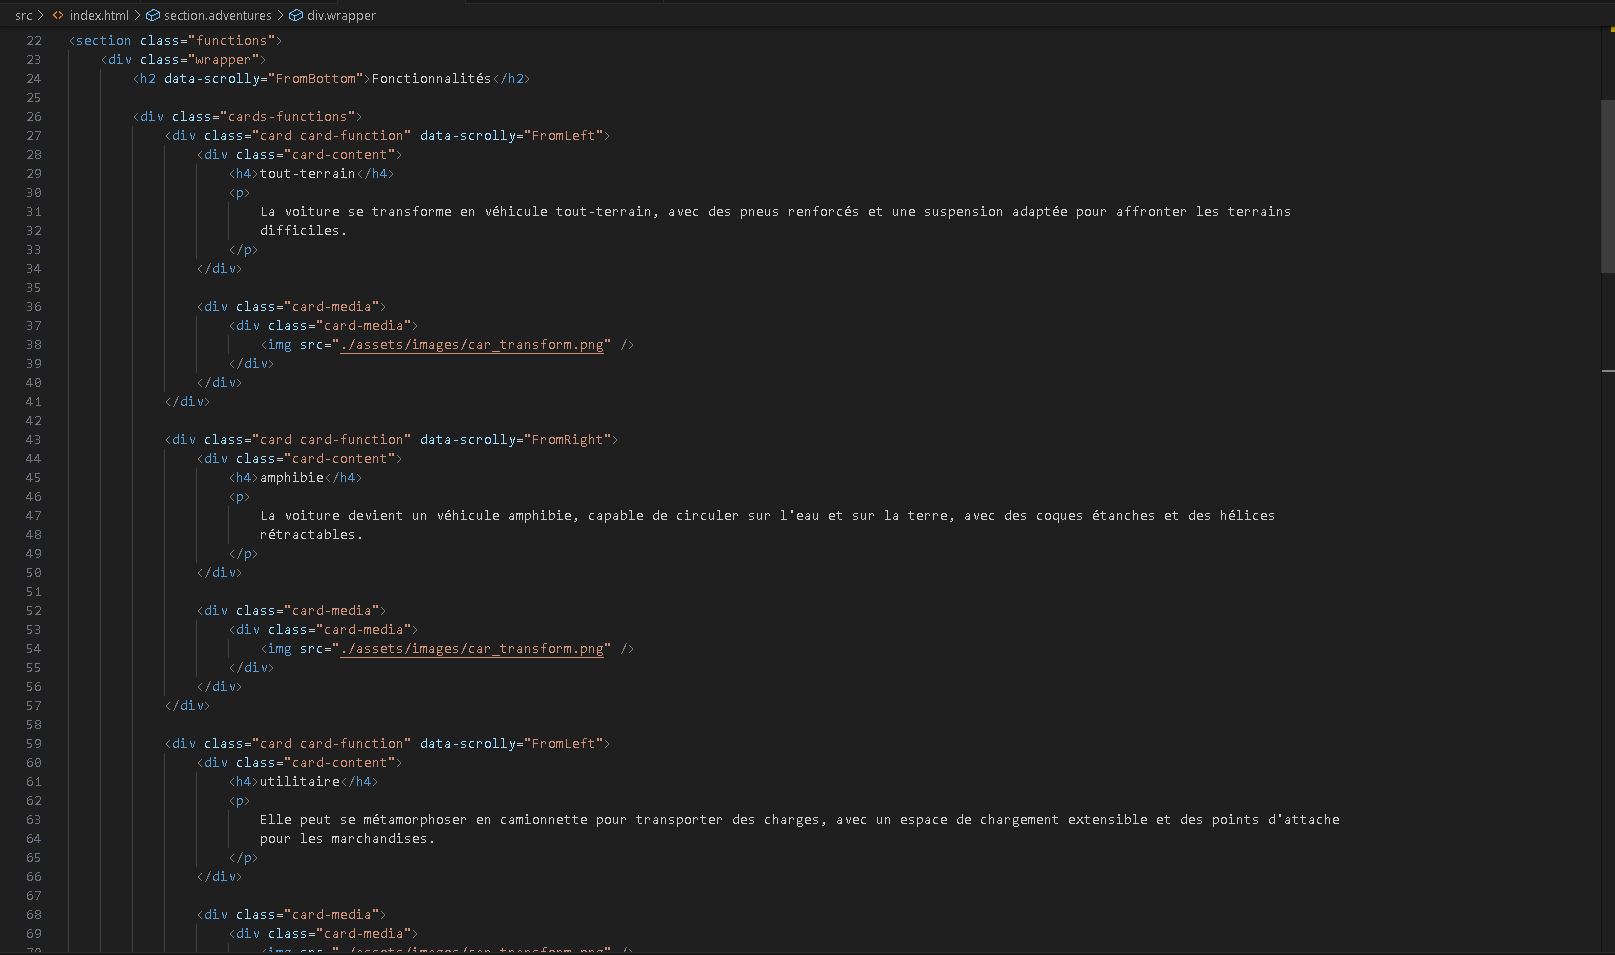 src > index.html > section.adventures > div.wrapper
22 <section class="functions">
23 <div class="wrapper">
24 <h2 data-scrolly="FromBottom">Fonctionnalités</h2>
25
26 <div class="cards-functions">
27 <div class="card card-function" data-scrolly="FromLeft">
28 <div class="card-content">
29 <h4>tout-terrain</h4>
30 <p>
31 La voiture se transforme en véhicule tout-terrain, avec des pneus renforcés et une suspension adaptée pour affronter les terrains
32 difficiles.
33 </p>
34 </div>
35
36 <div class="card-media">
37 <div class="card-media">
38 <img src="./assets/images/car_transform.png" />
39 </div>
40 </div>
41 </div>
42
43 <div class="card card-function" data-scrolly="FromRight">
44 <div class="card-content">
45 <h4>amphibie</h4>
46 <p>
47 La voiture devient un véhicule amphibie, capable de circuler sur l'eau et sur la terre, avec des coques étanches et des hélices
48 rétractables.
49 </p>
50 </div>
51
52 <div class="card-media">
53 <div class="card-media">
54 <img src="./assets/images/car_transform.png" />
55 </div>
56 </div>
57 </div>
58
59 <div class="card card-function" data-scrolly="FromLeft">
60 <div class="card-content">
61 <h4>utilitaire</h4>
62 <p>
63 Elle peut se métamorphoser en camionnette pour transporter des charges, avec un espace de chargement extensible et des points d'attache
64 pour les marchandises.
65 </p>
66 </div>
67
68 <div class="card-media">
69 <div class="card-media">
70 <img src="./assets/images/car_transform.png" />